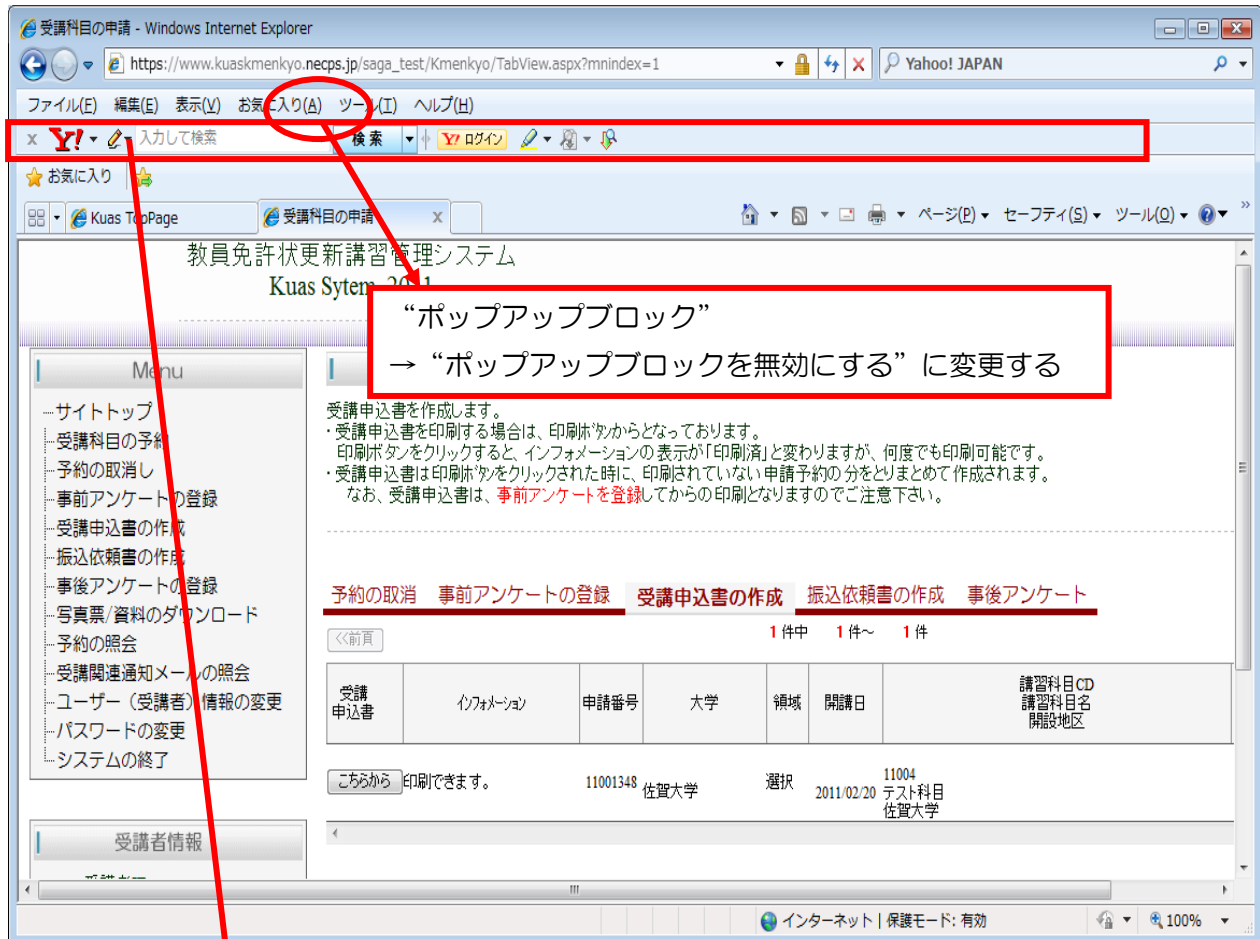 受講科目の申請 - Windows Internet Explorer
https://www.kuaskmenkyo.necps.jp/saga_test/Kmenkyo/TabView.aspx?mnindex=1
Yahoo! JAPAN
ファイル(F) 編集(E) 表示(V) お気に入り(A) ツール(T) ヘルプ(H)
x Y! 入力して検索 検索 Y! ログイン
お気に入り
Kuas TopPage 受講科目の申請 x ページ(P) セーフティ(S) ツール(O)
教員免許状更新講習管理システム
Kuas Sytem 2011
“ポップアップブロック”
→“ポップアップブロックを無効にする”に変更する
Menu
サイトトップ
受講科目の予約
予約の取消し
事前アンケートの登録
受講申込書の作成
振込依頼書の作成
事後アンケートの登録
写真票/資料のダウンロード
予約の照会
受講関連通知メールの照会
ユーザー（受講者）情報の変更
パスワードの変更
システムの終了
受講者情報
受講申込書を作成します。
・受講申込書を印刷する場合は、印刷ﾎﾞﾀﾝからとなっております。
印刷ボタンをクリックすると、インフォメーションの表示が「印刷済」と変わりますが、何度でも印刷可能です。
・受講申込書は印刷ﾎﾞﾀﾝをクリックされた時に、印刷されていない申請予約の分をとりまとめて作成されます。
なお、受講申込書は、事前アンケートを登録してからの印刷となりますのでご注意下さい。
予約の取消 事前アンケートの登録 受講申込書の作成 振込依頼書の作成 事後アンケート
<<前頁 1 件中 1 件～ 1 件
受講申込書 ｲﾝﾌｫﾒｰｼｮﾝ 申請番号 大学 領域 開講日 講習科目CD
講習科目名
開設地区
こちらから 印刷できます。 11001348 佐賀大学 選択 2011/02/20 11004
テスト科目
佐賀大学
インターネット | 保護モード: 有効 100%